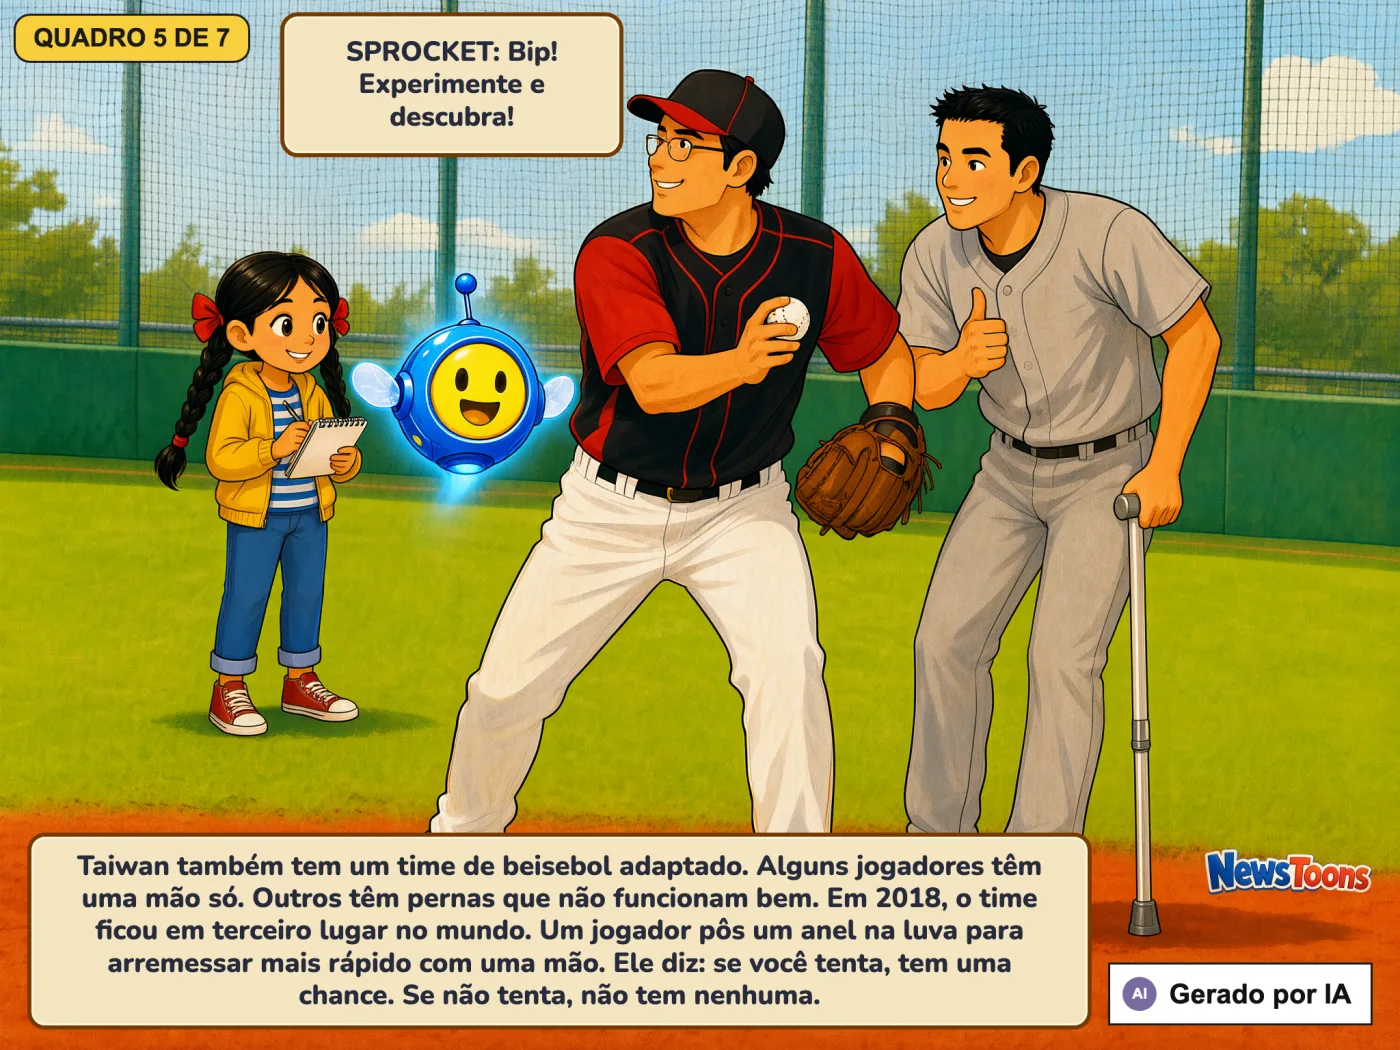 QUADRO 5 DE 7
SPROCKET: Bip!
Experimente e
descubra!
Taiwan também tem um time de beisebol adaptado. Alguns jogadores têm
uma mão só. Outros têm pernas que não funcionam bem. Em 2018, o time
ficou em terceiro lugar no mundo. Um jogador pôs um anel na luva para
arremessar mais rápido com uma mão. Ele diz: se você tenta, tem uma
chance. Se não tenta, não tem nenhuma.
NewsToons
AI Gerado por IA